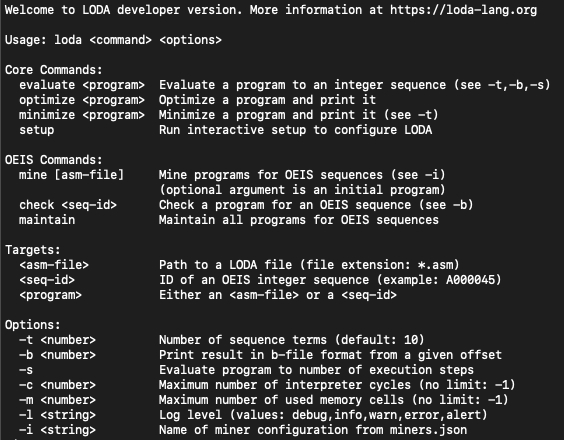 Welcome to LODA developer version. More information at https://loda-lang.org
Usage: loda <command> <options>
Core Commands:
evaluate <program>  Evaluate a program to an integer sequence (see -t,-b,-s)
optimize <program>  Optimize a program and print it
minimize <program>  Minimize a program and print it (see -t)
setup               Run interactive setup to configure LODA
OEIS Commands:
mine [asm-file]     Mine programs for OEIS sequences (see -i)
(optional argument is an initial program)
check <seq-id>      Check a program for an OEIS sequence (see -b)
maintain            Maintain all programs for OEIS sequences
Targets:
<asm-file>          Path to a LODA file (file extension: *.asm)
<seq-id>            ID of an OEIS integer sequence (example: A000045)
<program>           Either an <asm-file> or a <seq-id>
Options:
-t <number>         Number of sequence terms (default: 10)
-b <number>         Print result in b-file format from a given offset
-s                  Evaluate program to number of execution steps
-c <number>         Maximum number of interpreter cycles (no limit: -1)
-m <number>         Maximum number of used memory cells (no limit: -1)
-l <string>         Log level (values: debug,info,warn,error,alert)
-i <string>         Name of miner configuration from miners.json